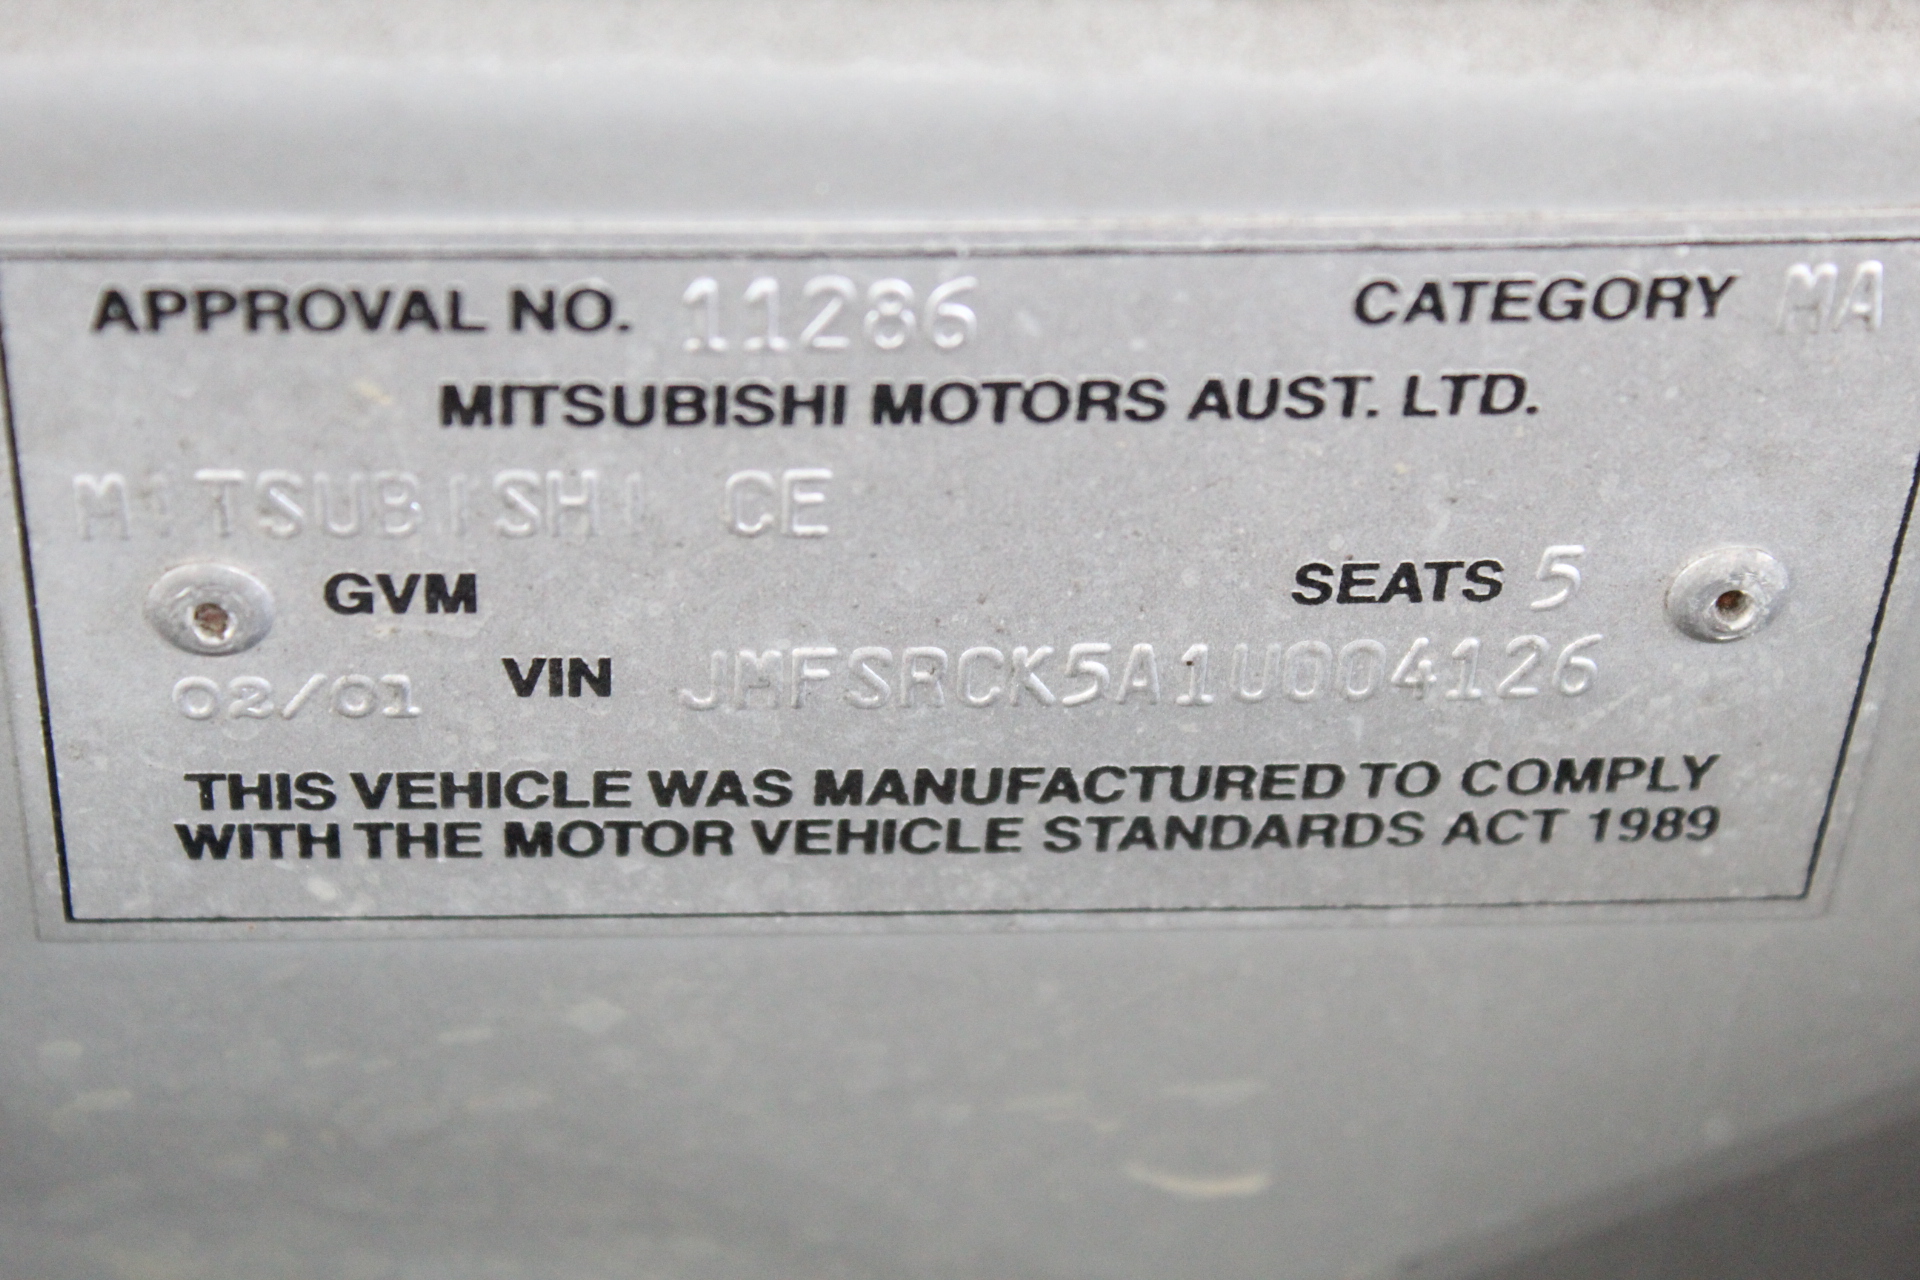 APPROVAL NO. 11286 CATEGORY MA
MITSUBISHI MOTORS AUST. LTD.
MITSUBISHI CE
GVM SEATS 5
02/01 VIN JMFSRCK5A1U004126
THIS VEHICLE WAS MANUFACTURED TO COMPLY
WITH THE MOTOR VEHICLE STANDARDS ACT 1989